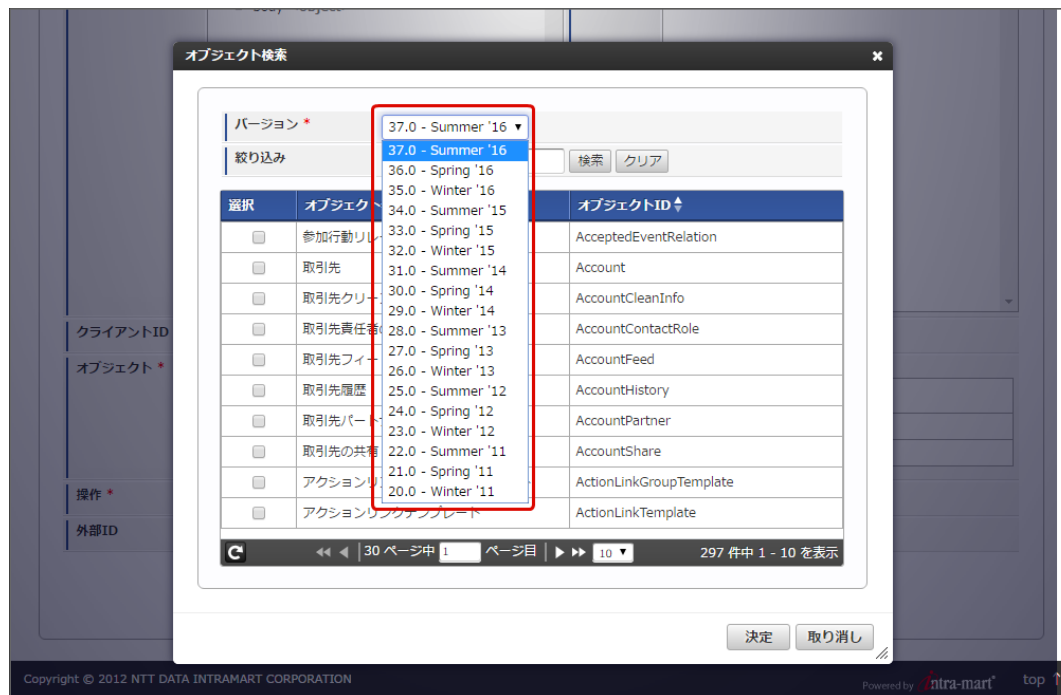 オブジェクト検索
バージョン *
37.0 - Summer '16
絞り込み
検索
クリア
37.0 - Summer '16
36.0 - Spring '16
35.0 - Winter '16
34.0 - Summer '15
33.0 - Spring '15
32.0 - Winter '15
31.0 - Summer '14
30.0 - Spring '14
29.0 - Winter '14
28.0 - Summer '13
27.0 - Spring '13
26.0 - Winter '13
25.0 - Summer '12
24.0 - Spring '12
23.0 - Winter '12
22.0 - Summer '11
21.0 - Spring '11
20.0 - Winter '11
選択 オブジェクト オブジェクトID
参加行動リレ AcceptedEventRelation
取引先 Account
取引先クリー AccountCleanInfo
取引先責任者 AccountContactRole
取引先フィー AccountFeed
取引先履歴 AccountHistory
取引先パート AccountPartner
取引先の共有 AccountShare
アクションリ ActionLinkGroupTemplate
アクションリンクテンプレート ActionLinkTemplate
30 ページ中 1 ページ目 10 297 件中 1 - 10 を表示
決定 取り消し
クライアントID
オブジェクト *
操作 *
外部ID
Copyright © 2012 NTT DATA INTRAMART CORPORATION
Powered by intra-mart
top